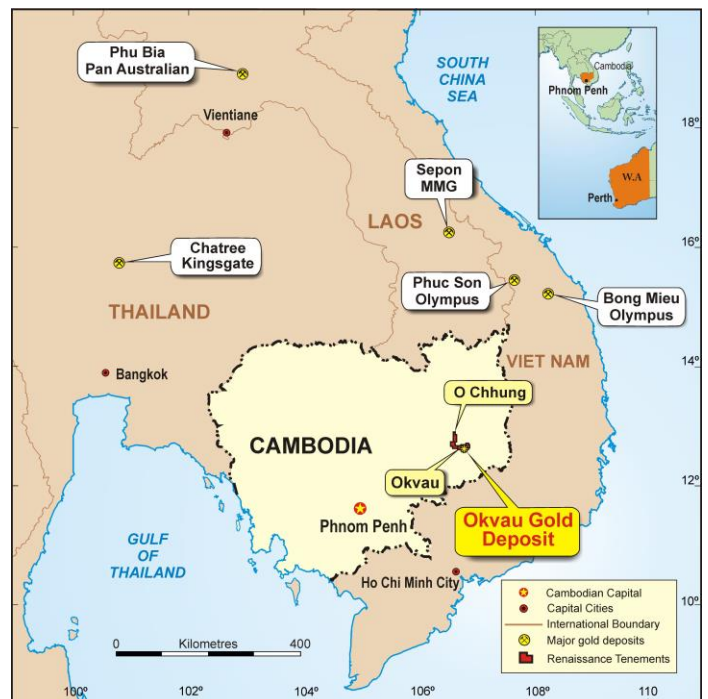 Phu Bia
Pan Australian
SOUTH
CHINA
SEA
Cambodia
Phnom Penh
W.A
Perth
Vientiane
18°
Sepon
MMG
LAOS
16°
Chatree
Kingsgate
Phuc Son
Olympus
Bong Mieu
Olympus
THAILAND
VIET NAM
14°
Bangkok
O Chhung
CAMBODIA
Okvau
12°
Phnom Penh
Okvau Gold
Deposit
GULF
OF
THAILAND
Ho Chi Minh City
10°
Cambodian Capital
Capital Cities
International Boundary
Major gold deposits
Renaissance Tenements
0 Kilometres 400
100° 102° 104° 106° 108° 110°